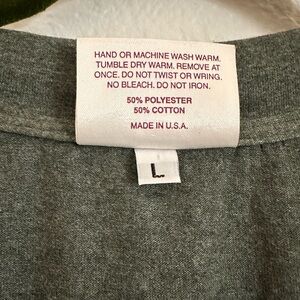 HAND OR MACHINE WASH WARM.
TUMBLE DRY WARM. REMOVE AT
ONCE. DO NOT TWIST OR WRING.
NO BLEACH. DO NOT IRON.
50% POLYESTER
50% COTTON
MADE IN U.S.A.
L